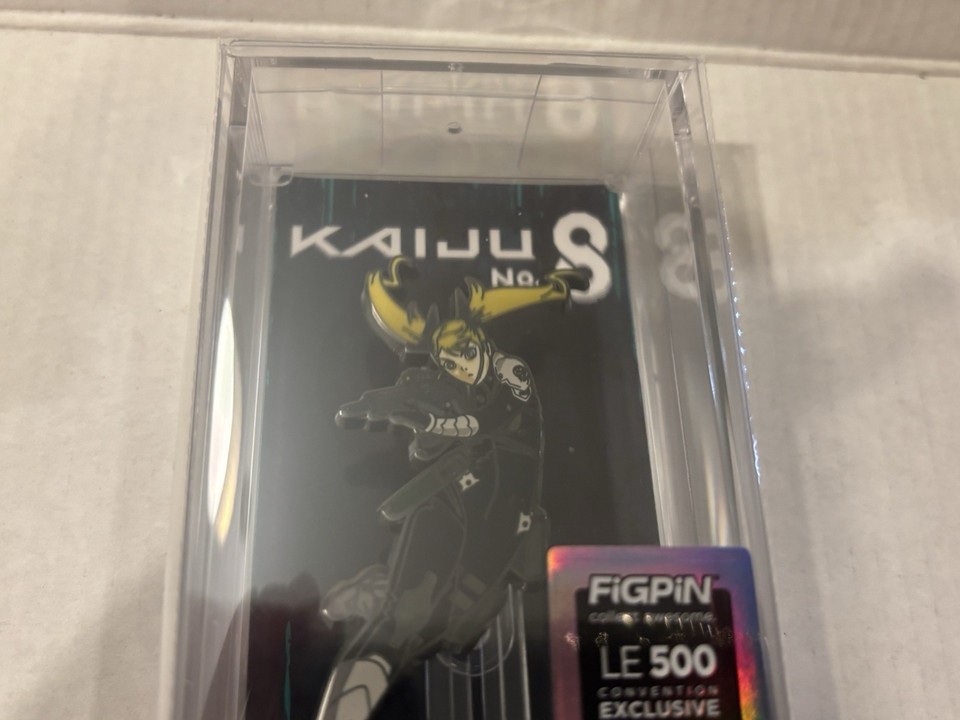 KAIJU
No. 8
FiGPiN
collect awesome.
LE 500
CONVENTION
EXCLUSIVE